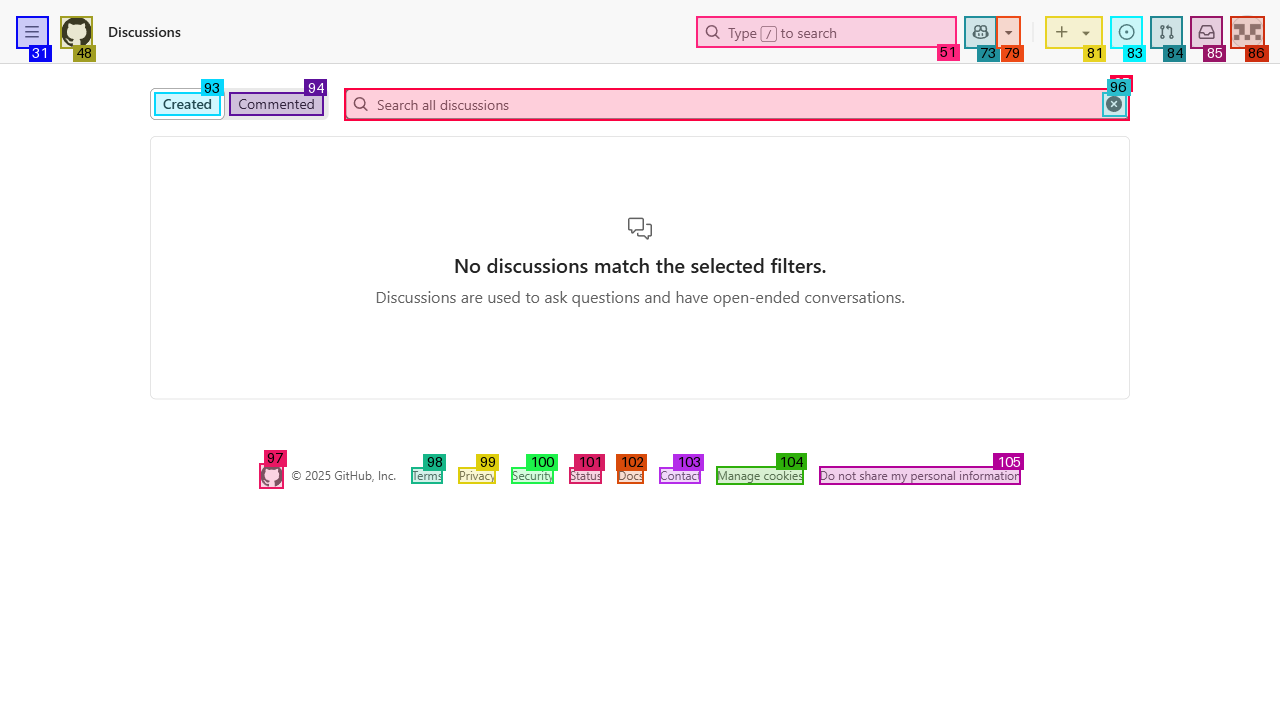 Discussions
Type / to search
31
48
51
73
79
81
83
84
85
86
Created
93
Commented
94
Search all discussions
96
No discussions match the selected filters.
Discussions are used to ask questions and have open-ended conversations.
97
98
99
100
101
102
103
104
105
© 2025 GitHub, Inc.
Terms
Privacy
Security
Status
Docs
Contact
Manage cookies
Do not share my personal information